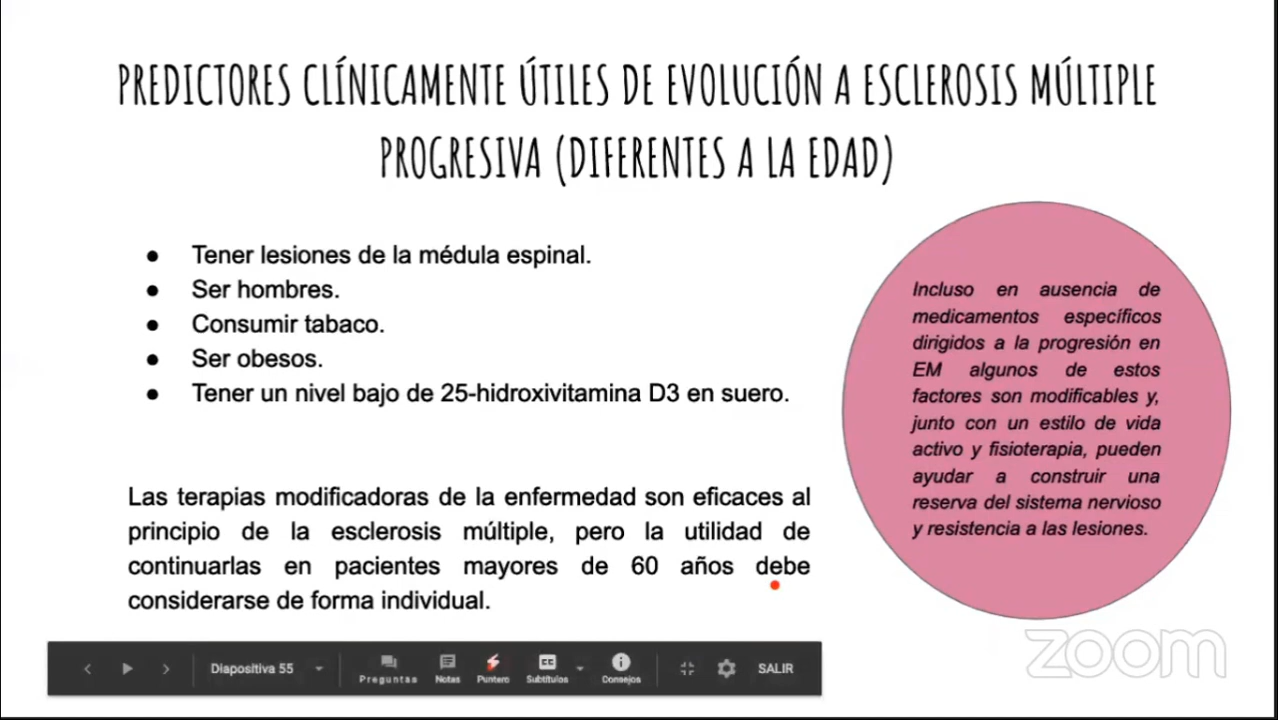 PREDICTORES CLÍNICAMENTE ÚTILES DE EVOLUCIÓN A ESCLEROSIS MÚLTIPLE
PROGRESIVA (DIFERENTES A LA EDAD)
● Tener lesiones de la médula espinal.
● Ser hombres.
● Consumir tabaco.
● Ser obesos.
● Tener un nivel bajo de 25-hidroxivitamina D3 en suero.
Las terapias modificadoras de la enfermedad son eficaces al
principio de la esclerosis múltiple, pero la utilidad de
continuarlas en pacientes mayores de 60 años debe
considerarse de forma individual.
Incluso en ausencia de
medicamentos específicos
dirigidos a la progresión en
EM algunos de estos
factores son modificables y,
junto con un estilo de vida
activo y fisioterapia, pueden
ayudar a construir una
reserva del sistema nervioso
y resistencia a las lesiones.
Diapositiva 55
Preguntas
Notas
Puntero
CC
Subtítulos
Consejos
SALIR
zoom